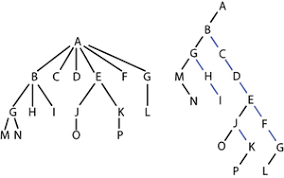 A
B C D E F G
G H I J K L
M N O P
A
B
G C
M H D
N I E
J F
O K G
P L